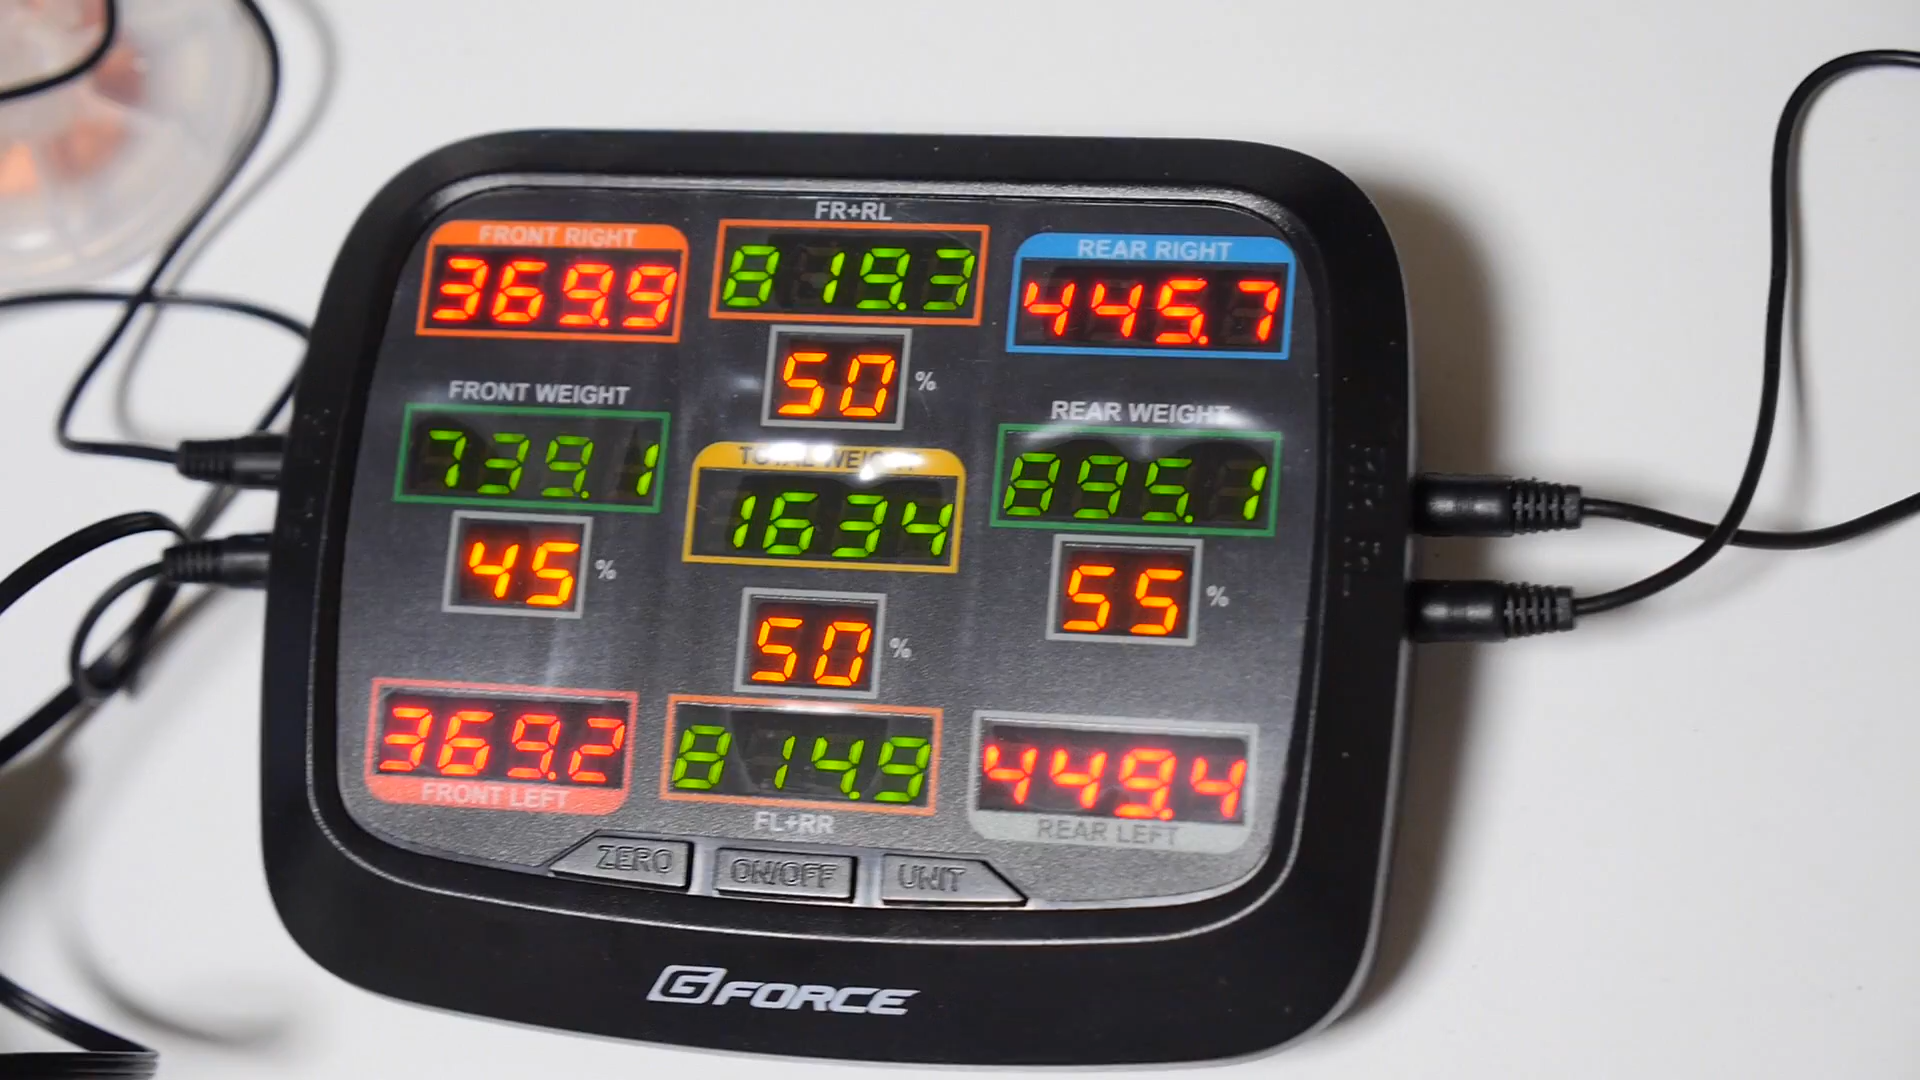 FR+RL
FRONT RIGHT
369.9
819.3
REAR RIGHT
445.7
50 %
FRONT WEIGHT
739.1
45 %
TOTAL WEIGHT
1634
REAR WEIGHT
895.1
55 %
50 %
369.2
FRONT LEFT
814.9
FL+RR
449.4
REAR LEFT
ZERO
ON/OFF
UNIT
GFORCE